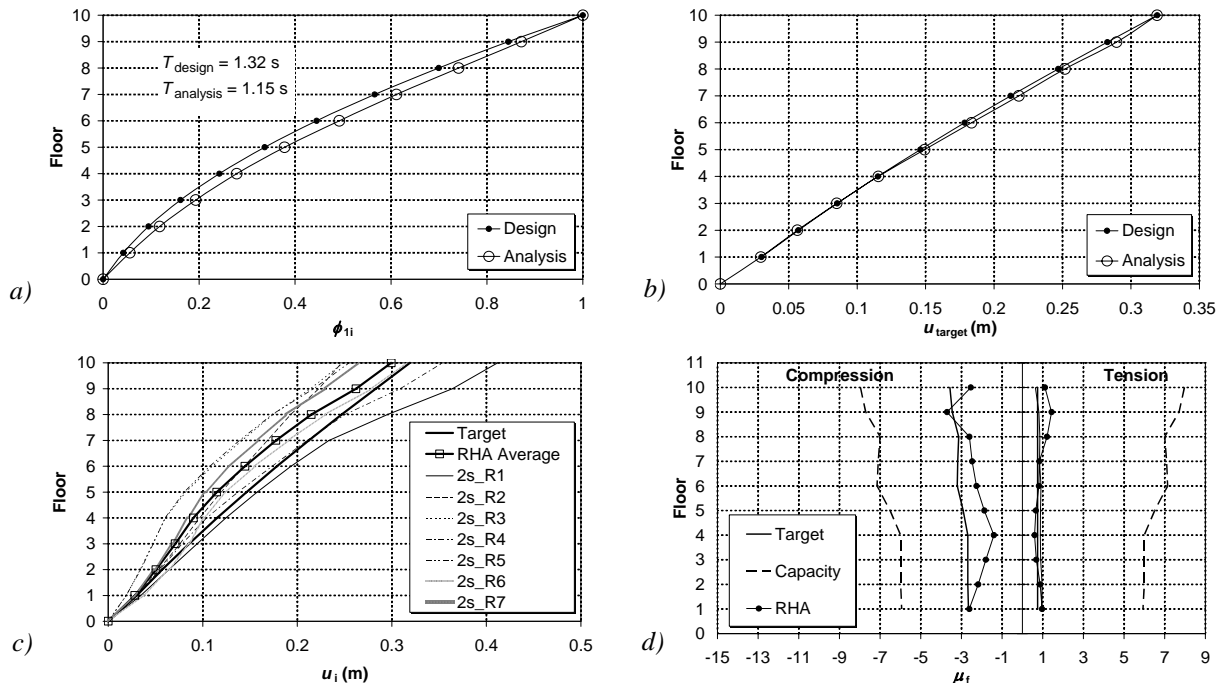 10
9
8
7
6
5
4
3
2
1
0
Floor
T design = 1.32 s
T analysis = 1.15 s
Design
Analysis
0 0.2 0.4 0.6 0.8 1
ϕ1i
a)
10
9
8
7
6
5
4
3
2
1
0
Floor
Design
Analysis
0 0.05 0.1 0.15 0.2 0.25 0.3 0.35
u target (m)
b)
10
9
8
7
6
5
4
3
2
1
0
Floor
Target
RHA Average
2s_R1
2s_R2
2s_R3
2s_R4
2s_R5
2s_R6
2s_R7
0 0.1 0.2 0.3 0.4 0.5
u i (m)
c)
11
10
9
8
7
6
5
4
3
2
1
0
Floor
Compression Tension
Target
Capacity
RHA
-15 -13 -11 -9 -7 -5 -3 -1 1 3 5 7 9
μf
d)